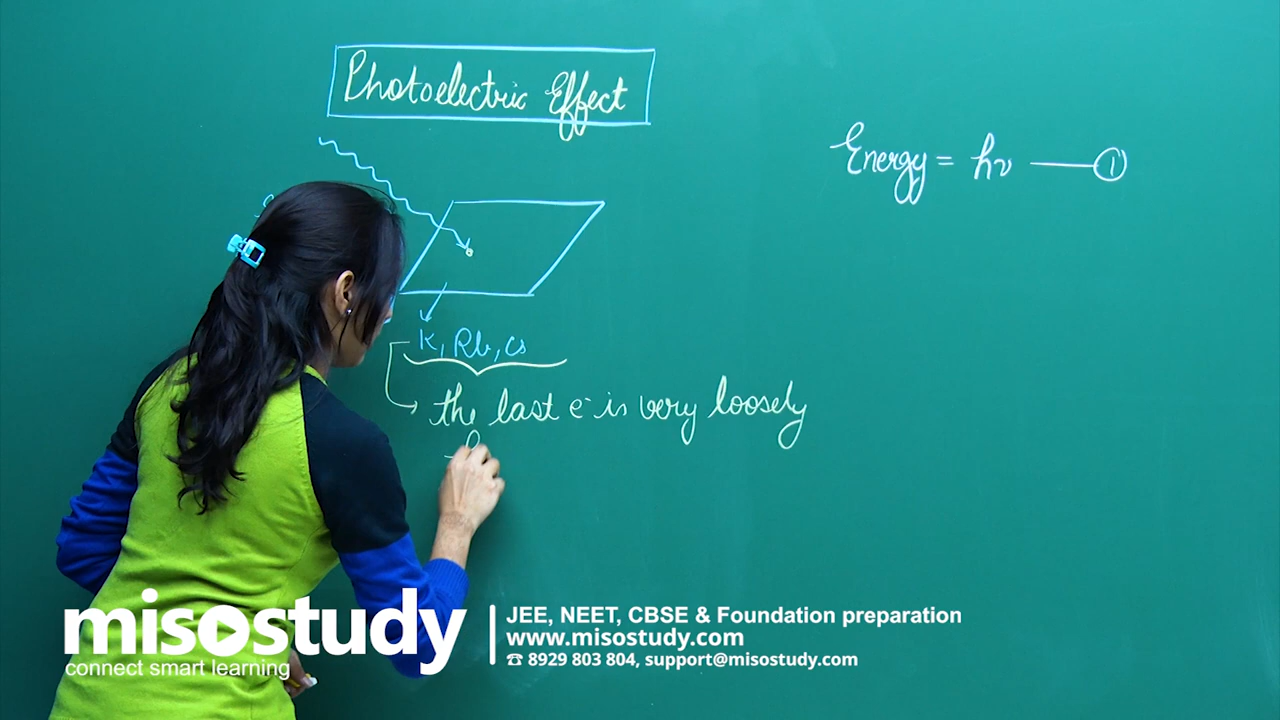 Photoelectric Effect
Energy = hν ——— ①
K, Rb, Cs
the last e⁻ is very loosely
misostudy
connect smart learning
JEE, NEET, CBSE & Foundation preparation
www.misostudy.com
☎ 8929 803 804, support@misostudy.com